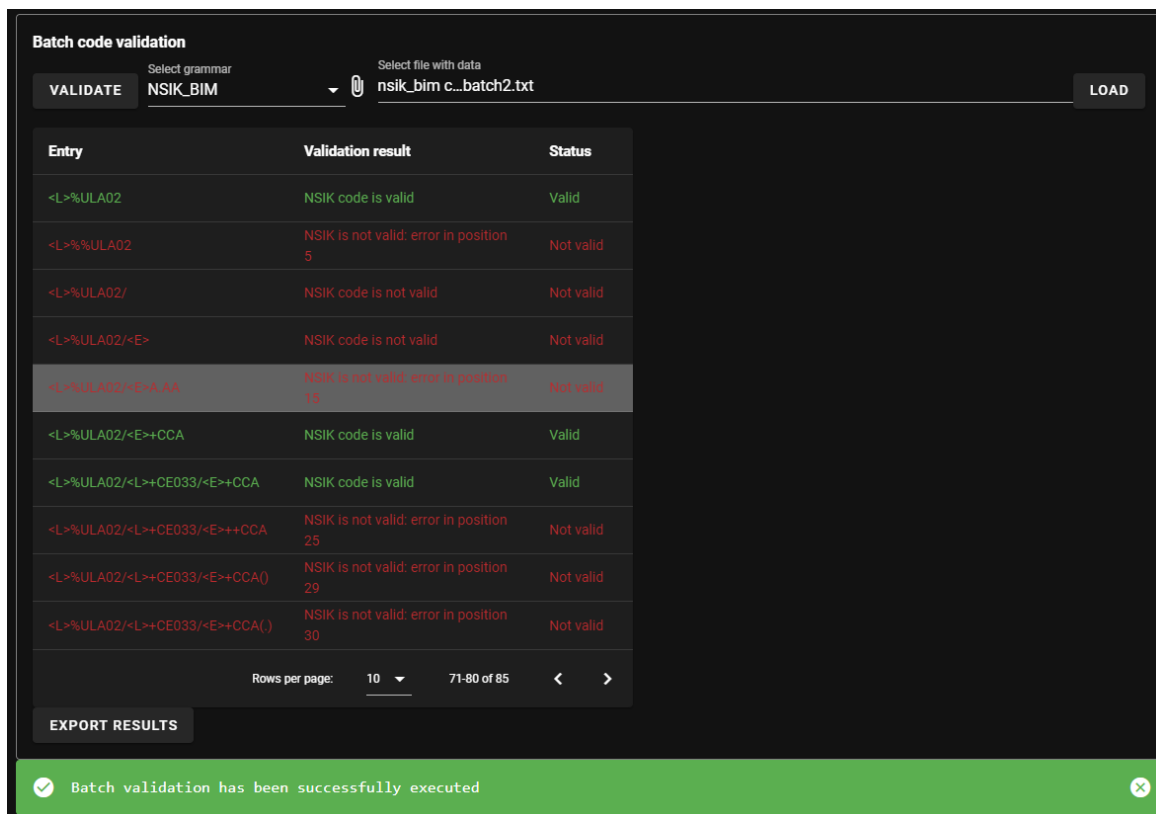 Batch code validation
VALIDATE
Select grammar
NSIK_BIM
Select file with data
nsik_bim c...batch2.txt
LOAD
Entry Validation result Status
<L>%ULA02 NSIK code is valid Valid
<L>%%ULA02 NSIK is not valid: error in position
5 Not valid
<L>%ULA02/ NSIK code is not valid Not valid
<L>%ULA02/<E> NSIK code is not valid Not valid
<L>%ULA02/<E>A.AA NSIK is not valid: error in position
15 Not valid
<L>%ULA02/<E>+CCA NSIK code is valid Valid
<L>%ULA02/<L>+CE033/<E>+CCA NSIK code is valid Valid
<L>%ULA02/<L>+CE033/<E>++CCA NSIK is not valid: error in position
25 Not valid
<L>%ULA02/<L>+CE033/<E>+CCA() NSIK is not valid: error in position
29 Not valid
<L>%ULA02/<L>+CE033/<E>+CCA(.) NSIK is not valid: error in position
30 Not valid
Rows per page: 10 71-80 of 85
EXPORT RESULTS
Batch validation has been successfully executed